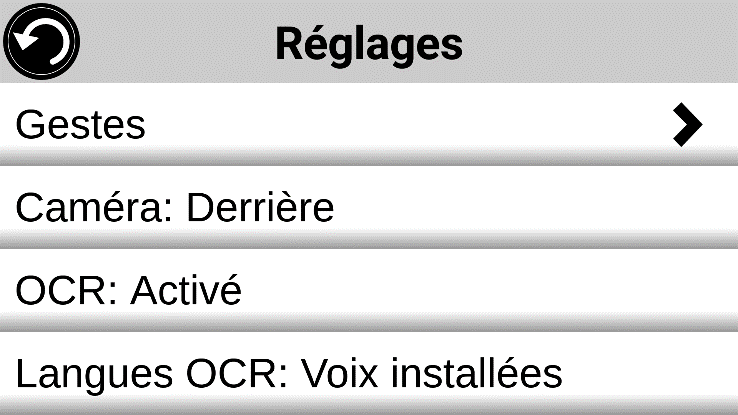 Réglages
Gestes
Caméra: Derrière
OCR: Activé
Langues OCR: Voix installées